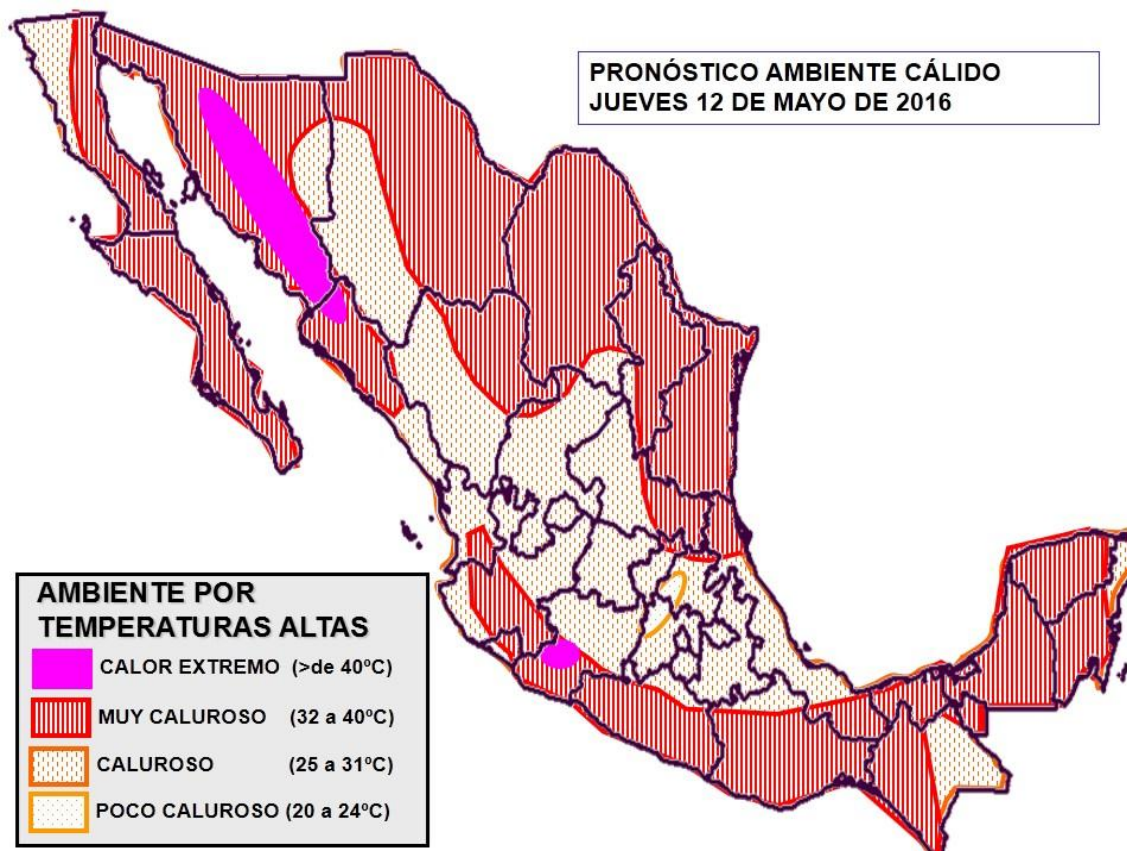 PRONÓSTICO AMBIENTE CÁLIDO
JUEVES 12 DE MAYO DE 2016
AMBIENTE POR
TEMPERATURAS ALTAS
CALOR EXTREMO (>de 40ºC)
MUY CALUROSO (32 a 40ºC)
CALUROSO (25 a 31ºC)
POCO CALUROSO (20 a 24ºC)